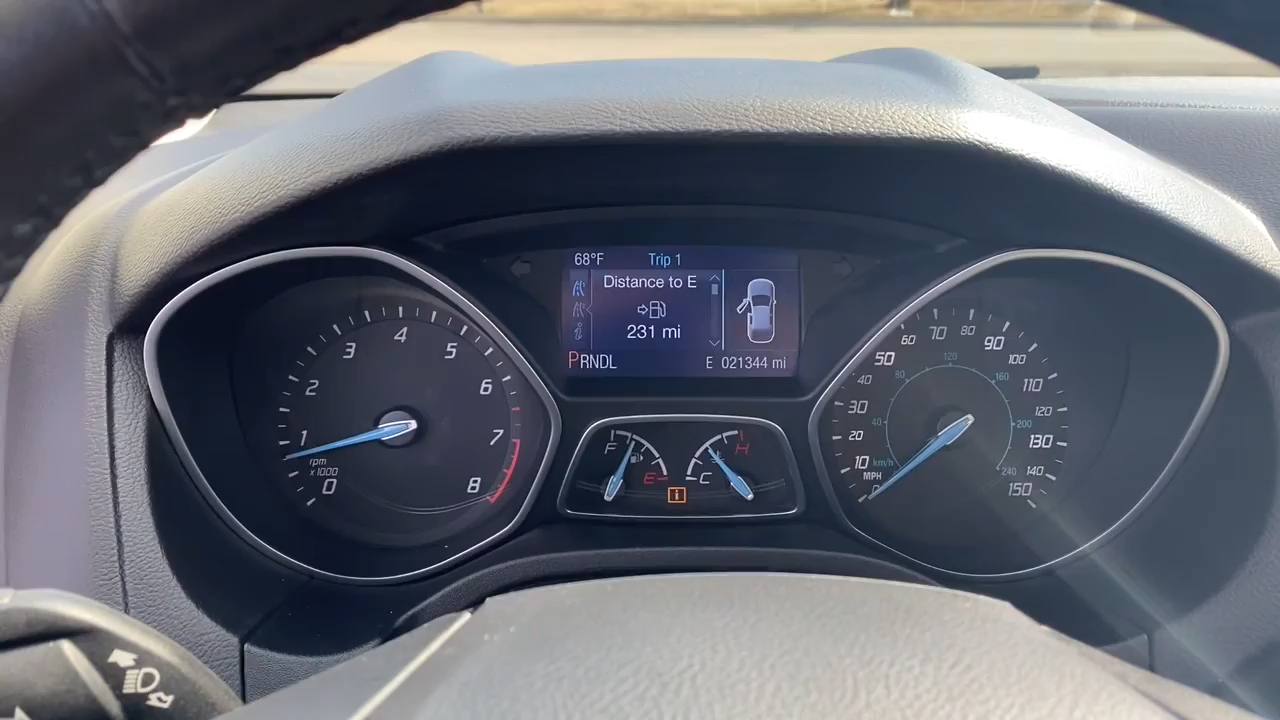 68°F Trip 1
Distance to E
231 mi
PRNDL E 021344 mi
0 1 2 3 4 5 6 7 8
rpm
x 1000
F E
C H
i
i
0 10 20 30 40 50 60 70 80 90 100 110 120 130 140 150
MPH
km/h
40 80 120 160 200 240